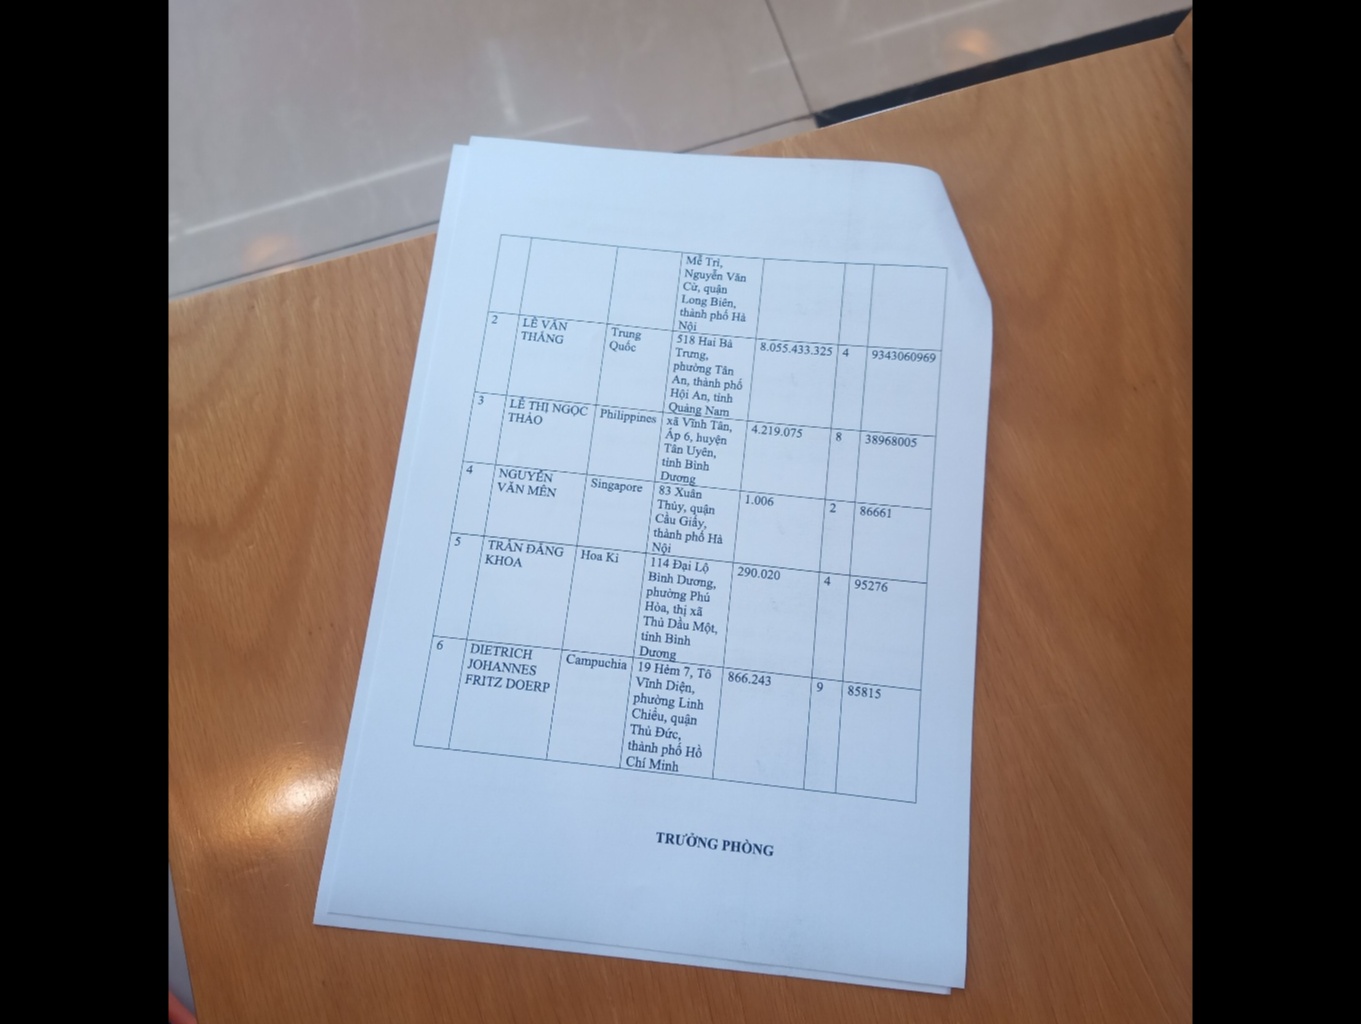 Mễ Trì,
Nguyễn Văn
Cừ, quận
Long Biên,
thành phố Hà
Nội
2 LÊ VĂN THẮNG Trung Quốc 518 Hai Bà 8.055.433.325 4 9343060969
Trưng,
phường Tân
An, thành phố
Hội An, tỉnh
Quảng Nam
3 LÊ THỊ NGỌC THẢO Philippines xã Vĩnh Tân, 4.219.075 8 38968005
Ấp 6, huyện
Tân Uyên,
tỉnh Bình
Dương
4 NGUYỄN VĂN MÊN Singapore 83 Xuân 1.006 2 86661
Thủy, quận
Cầu Giấy,
thành phố Hà
Nội
5 TRẦN ĐĂNG KHOA Hoa Kì 114 Đại Lộ 290.020 4 95276
Bình Dương,
phường Phú
Hòa, thị xã
Thủ Dầu Một,
tỉnh Bình
Dương
6 DIETRICH JOHANNES FRITZ DOERP Campuchia 19 Hẻm 7, Tô 866.243 9 85815
Vĩnh Diện,
phường Linh
Chiểu, quận
Thủ Đức,
thành phố Hồ
Chí Minh
TRƯỞNG PHÒNG